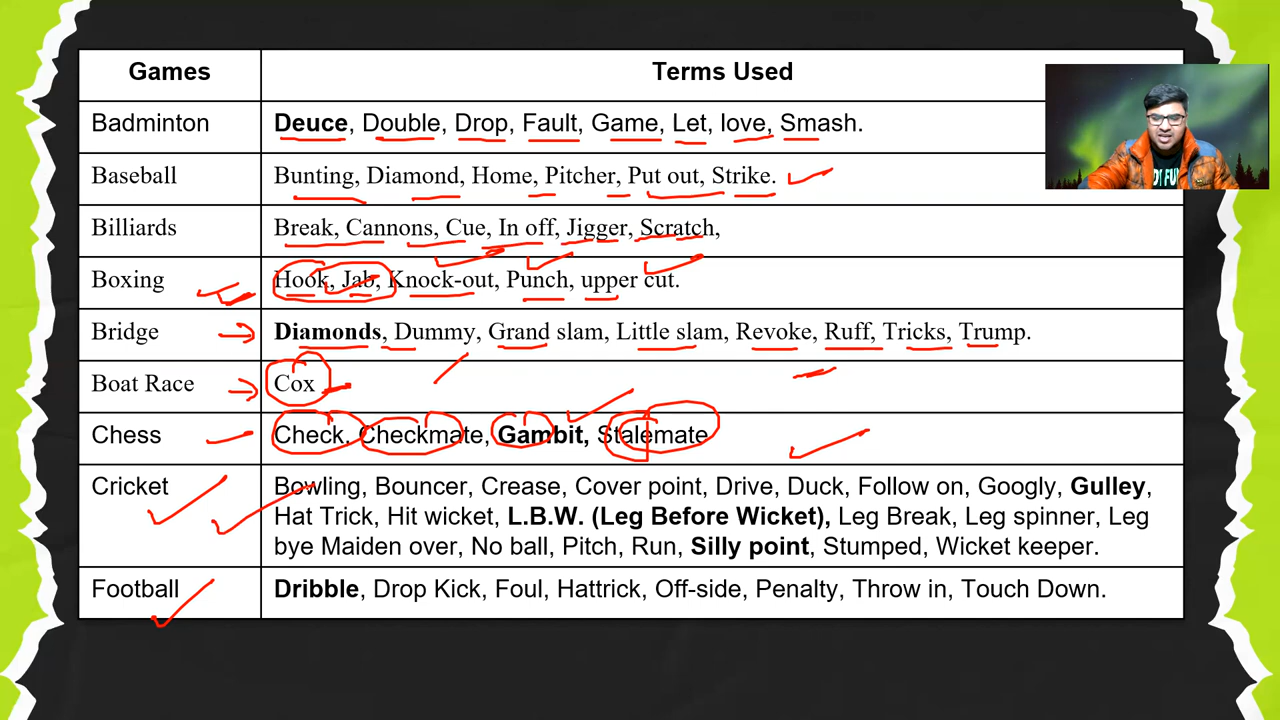 Games Terms Used
Badminton Deuce, Double, Drop, Fault, Game, Let, love, Smash.
Baseball Bunting, Diamond, Home, Pitcher, Put out, Strike.
Billiards Break, Cannons, Cue, In off, Jigger, Scratch,
Boxing Hook, Jab, Knock-out, Punch, upper cut.
Bridge Diamonds, Dummy, Grand slam, Little slam, Revoke, Ruff, Tricks, Trump.
Boat Race Cox
Chess Check. Checkmate, Gambit, Stalemate
Cricket Bowling, Bouncer, Crease, Cover point, Drive, Duck, Follow on, Googly, Gulley,
Hat Trick, Hit wicket, L.B.W. (Leg Before Wicket), Leg Break, Leg spinner, Leg
bye Maiden over, No ball, Pitch, Run, Silly point, Stumped, Wicket keeper.
Football Dribble, Drop Kick, Foul, Hattrick, Off-side, Penalty, Throw in, Touch Down.